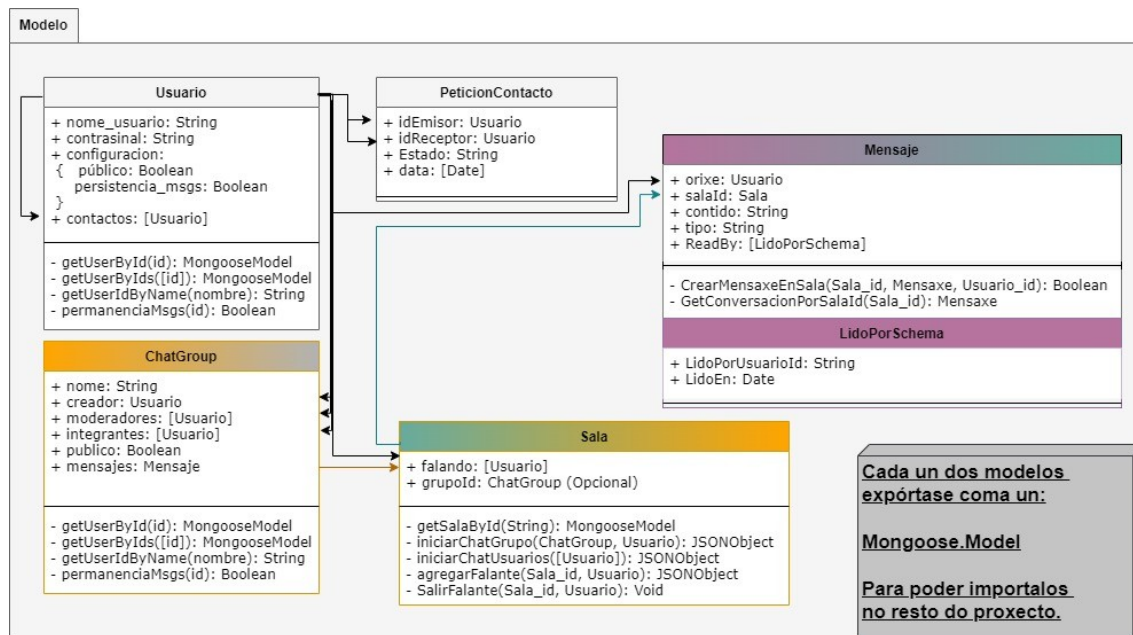 Modelo
Usuario
+ nome_usuario: String
+ contrasinal: String
+ configuracion:
{ público: Boolean
persistencia_msgs: Boolean
}
+ contactos: [Usuario]
- getUserById(id): MongooseModel
- getUserByIds([id]): MongooseModel
- getUserIdByName(nombre): String
- permanenciaMsgs(id): Boolean
PeticionContacto
+ idEmisor: Usuario
+ idReceptor: Usuario
+ Estado: String
+ data: [Date]
Mensaje
+ orixe: Usuario
+ salaId: Sala
+ contido: String
+ tipo: String
+ ReadBy: [LidoPorSchema]
- CrearMensaxeEnSala(Sala_id, Mensaxe, Usuario_id): Boolean
- GetConversacionPorSalaId(Sala_id): Mensaxe
LidoPorSchema
+ LidoPorUsuarioId: String
+ LidoEn: Date
ChatGroup
+ nome: String
+ creador: Usuario
+ moderadores: [Usuario]
+ integrantes: [Usuario]
+ publico: Boolean
+ mensajes: Mensaje
- getUserById(id): MongooseModel
- getUserByIds([id]): MongooseModel
- getUserIdByName(nombre): String
- permanenciaMsgs(id): Boolean
Sala
+ falando: [Usuario]
+ grupoId: ChatGroup (Opcional)
- getSalaById(String): MongooseModel
- iniciarChatGrupo(ChatGroup, Usuario): JSONObject
- iniciarChatUsuarios([Usuario]): JSONObject
- agregarFalante(Sala_id, Usuario): JSONObject
- SalirFalante(Sala_id, Usuario): Void
Cada un dos modelos
expórtase coma un:
Mongoose.Model
Para poder importalos
no resto do proxecto.